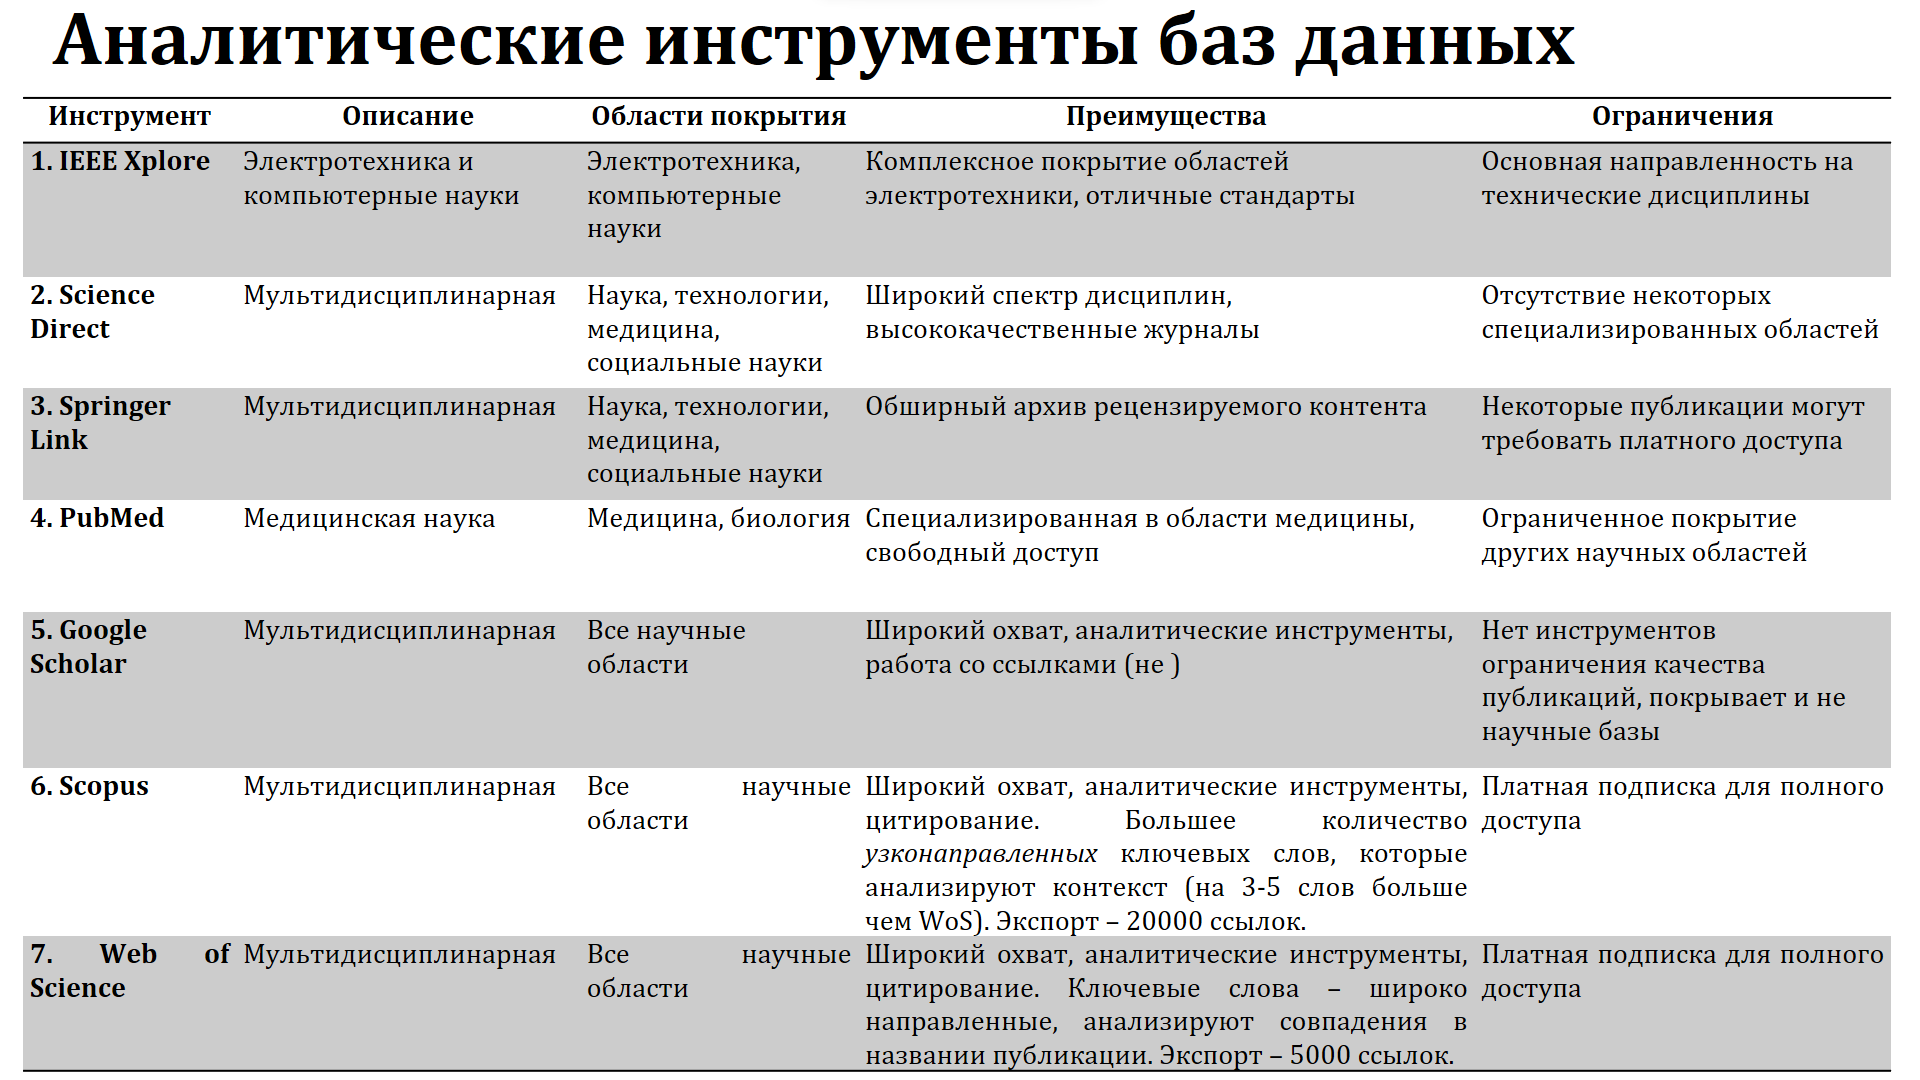 Аналитические инструменты баз данных
Инструмент Описание Области покрытия Преимущества Ограничения
1. IEEE Xplore
Электротехника и
компьютерные науки
Электротехника,
компьютерные
науки
Комплексное покрытие областей
электротехники, отличные стандарты
Основная направленность на
технические дисциплины
2. Science
Direct
Мультидисциплинарная
Наука, технологии,
медицина,
социальные науки
Широкий спектр дисциплин,
высококачественные журналы
Отсутствие некоторых
специализированных областей
3. Springer
Link
Мультидисциплинарная
Наука, технологии,
медицина,
социальные науки
Обширный архив рецензируемого контента
Некоторые публикации могут
требовать платного доступа
4. PubMed
Медицинская наука
Медицина, биология
Специализированная в области медицины,
свободный доступ
Ограниченное покрытие
других научных областей
5. Google
Scholar
Мультидисциплинарная
Все научные
области
Широкий охват, аналитические инструменты,
работа со ссылками (не )
Нет инструментов
ограничения качества
публикаций, покрывает и не
научные базы
6. Scopus
Мультидисциплинарная
Все научные
области
Широкий охват, аналитические инструменты,
цитирование. Большее количество
узконаправленных ключевых слов, которые
анализируют контекст (на 3-5 слов больше
чем WoS). Экспорт – 20000 ссылок.
Платная подписка для полного
доступа
7. Web of
Science
Мультидисциплинарная
Все научные
области
Широкий охват, аналитические инструменты,
цитирование. Ключевые слова – широко
направленные, анализируют совпадения в
названии публикации. Экспорт – 5000 ссылок.
Платная подписка для полного
доступа